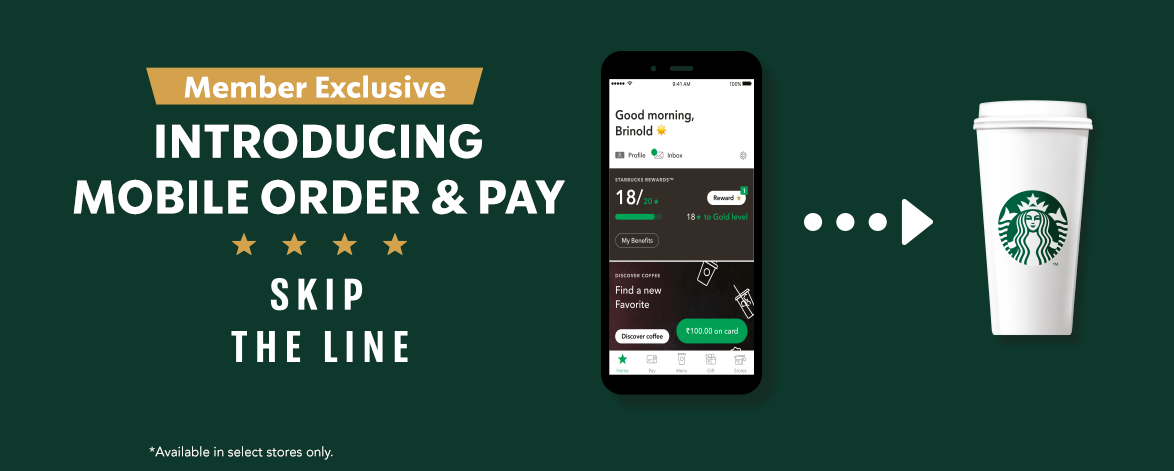 Member Exclusive
INTRODUCING
MOBILE ORDER & PAY
SKIP
THE LINE
*Available in select stores only.
9:41 AM
100%
Good morning,
Brinold
Profile
Inbox
STARBUCKS REWARDS™
18/20
1
Reward
18★ to Gold level
My Benefits
DISCOVER COFFEE
Find a new
Favorite
Discover coffee
₹100.00 on card
Home Pay Menu Gift Stores
TM